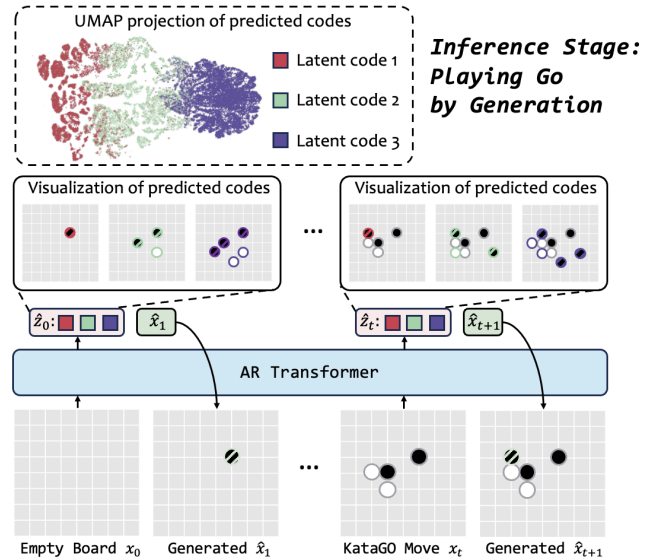 UMAP projection of predicted codes
Latent code 1
Latent code 2
Latent code 3
Inference Stage:
Playing Go
by Generation
Visualization of predicted codes
...
Visualization of predicted codes
ẑ₀:
x̂₁
ẑₜ:
x̂ₜ₊₁
AR Transformer
...
Empty Board x₀
Generated x̂₁
KataGO Move xₜ
Generated x̂ₜ₊₁